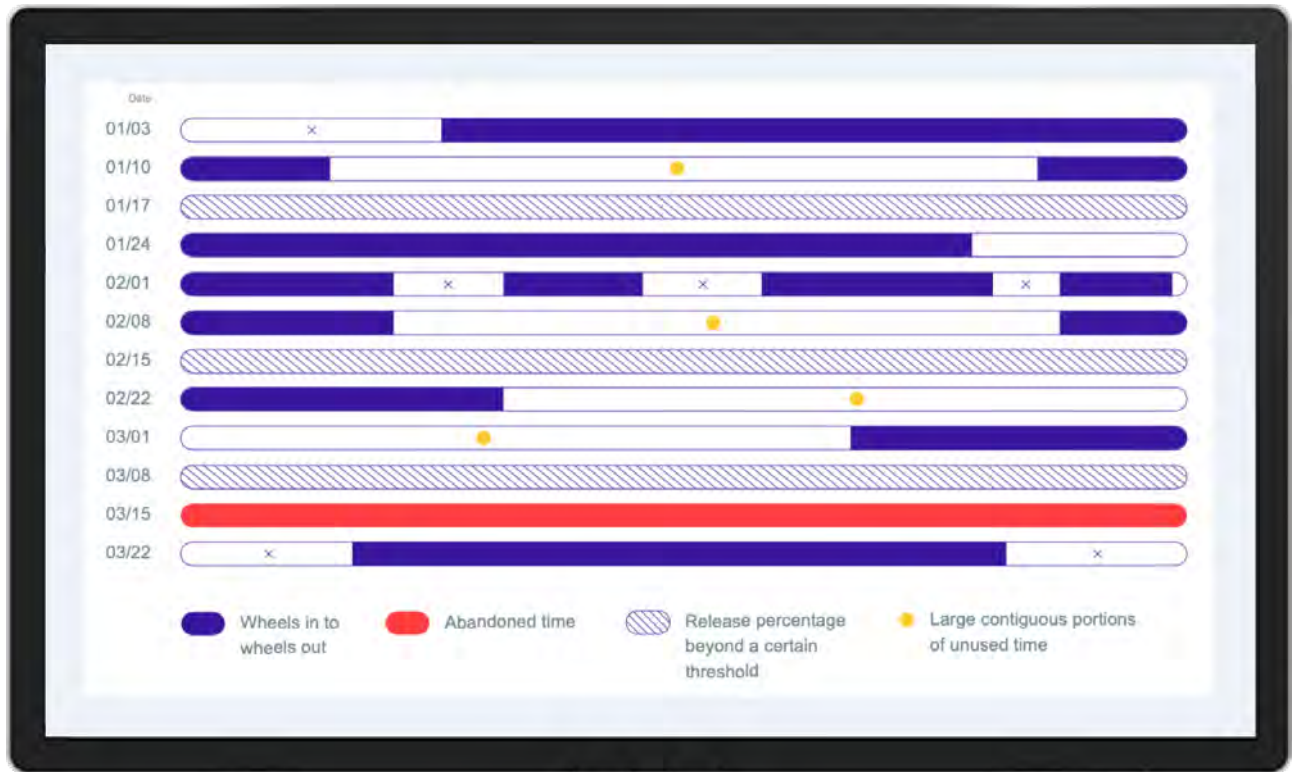 Date
01/03
01/10
01/17
01/24
02/01
02/08
02/15
02/22
03/01
03/08
03/15
03/22
Wheels in to
wheels out
Abandoned time
Release percentage
beyond a certain
threshold
Large contiguous portions
of unused time